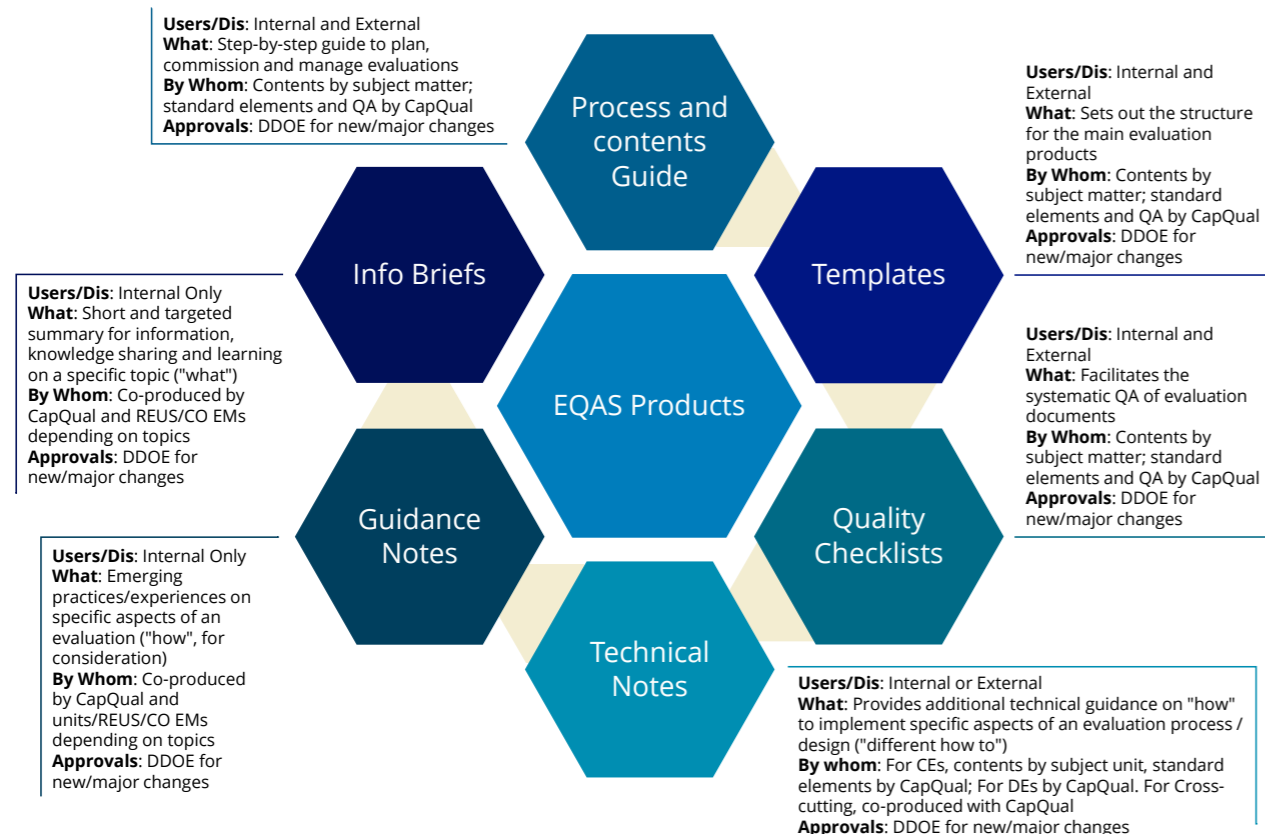 Users/Dis: Internal and External
What: Step-by-step guide to plan,
commission and manage evaluations
By Whom: Contents by subject matter;
standard elements and QA by CapQual
Approvals: DDOE for new/major changes
Process and
contents
Guide
Users/Dis: Internal and
External
What: Sets out the structure
for the main evaluation
products
By Whom: Contents by
subject matter; standard
elements and QA by CapQual
Approvals: DDOE for
new/major changes
Info Briefs
Templates
Users/Dis: Internal Only
What: Short and targeted
summary for information,
knowledge sharing and learning
on a specific topic ("what")
By Whom: Co-produced by
CapQual and REUS/CO EMs
depending on topics
Approvals: DDOE for
new/major changes
EQAS Products
Users/Dis: Internal and
External
What: Facilitates the
systematic QA of evaluation
documents
By Whom: Contents by
subject matter; standard
elements and QA by CapQual
Approvals: DDOE for
new/major changes
Guidance
Notes
Quality
Checklists
Users/Dis: Internal Only
What: Emerging
practices/experiences on
specific aspects of an
evaluation ("how", for
consideration)
By Whom: Co-produced
by CapQual and
units/REUS/CO EMs
depending on topics
Approvals: DDOE for
new/major changes
Technical
Notes
Users/Dis: Internal or External
What: Provides additional technical guidance on "how"
to implement specific aspects of an evaluation process /
design ("different how to")
By whom: For CEs, contents by subject unit, standard
elements by CapQual; For DEs by CapQual. For Cross-
cutting, co-produced with CapQual
Approvals: DDOE for new/major changes